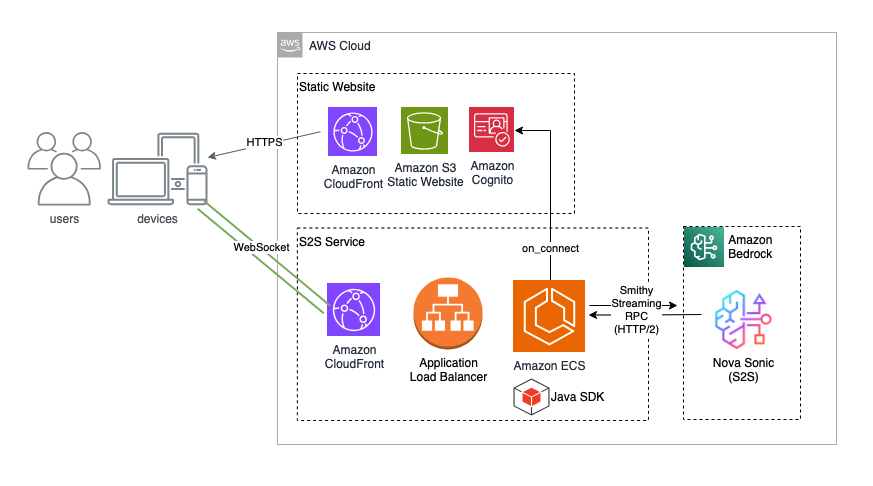 aws
AWS Cloud
Static Website
HTTPS
Amazon
CloudFront
Amazon S3
Static Website
Amazon
Cognito
users
devices
WebSocket
S2S Service
on_connect
Amazon
Bedrock
Smithy
Streaming
RPC
(HTTP/2)
Amazon
CloudFront
Application
Load Balancer
Amazon ECS
Java SDK
Nova Sonic
(S2S)